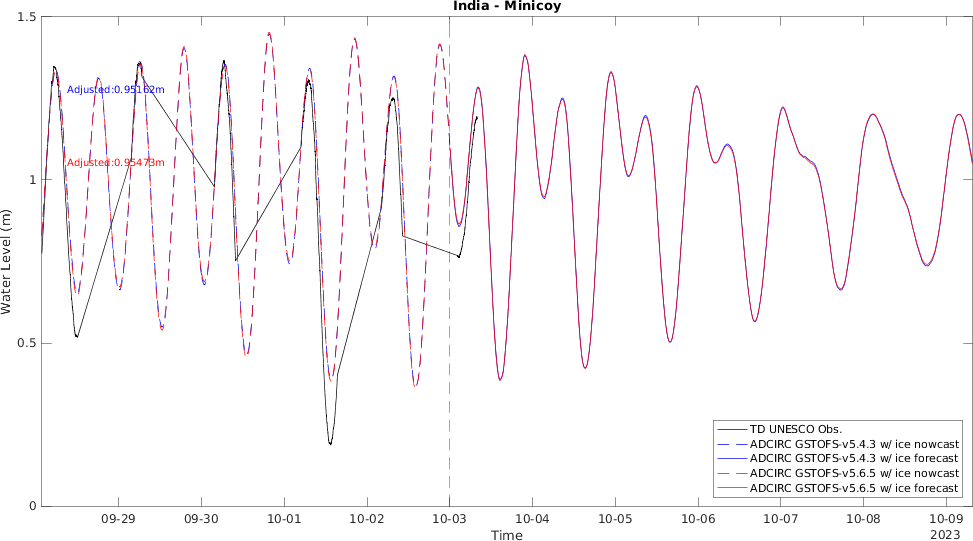 India - Minicoy
1.5
Adjusted:0.95162m
Adjusted:0.95473m
1
Water Level (m)
0.5
0
TD UNESCO Obs.
ADCIRC GSTOFS-v5.4.3 w/ ice nowcast
ADCIRC GSTOFS-v5.4.3 w/ ice forecast
ADCIRC GSTOFS-v5.6.5 w/ ice nowcast
ADCIRC GSTOFS-v5.6.5 w/ ice forecast
09-29 09-30 10-01 10-02 10-03 10-04 10-05 10-06 10-07 10-08 10-09
2023
Time